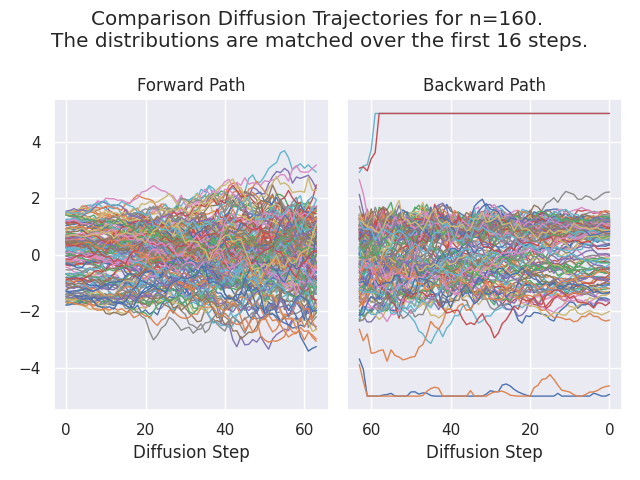 Comparison Diffusion Trajectories for n=160.
The distributions are matched over the first 16 steps.
Forward Path
Backward Path
4
2
0
−2
−4
0 20 40 60
60 40 20 0
Diffusion Step
Diffusion Step